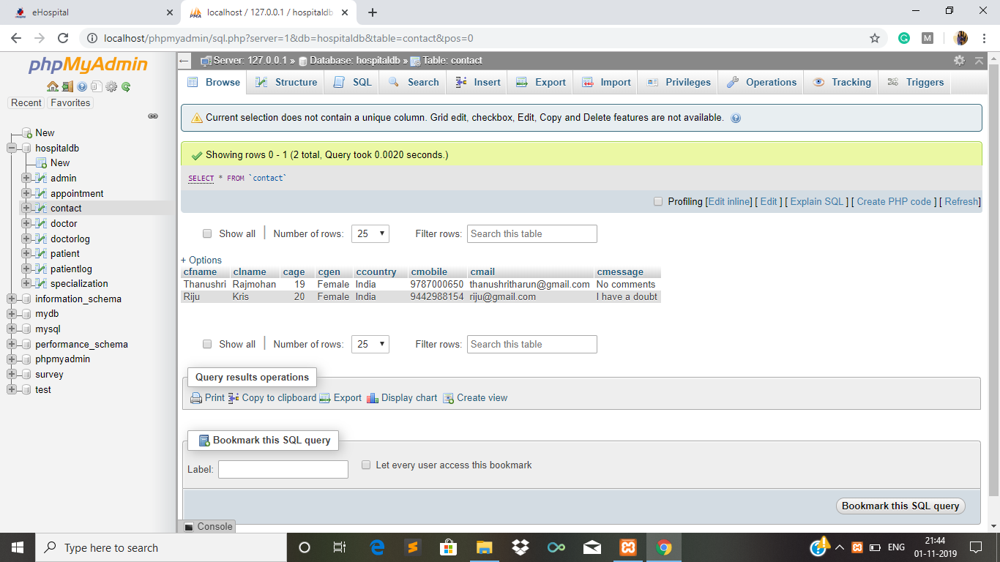 eHospital
localhost / 127.0.0.1 / hospitaldb
localhost/phpmyadmin/sql.php?server=1&db=hospitaldb&table=contact&pos=0
phpMyAdmin
Recent Favorites
New
hospitaldb
New
admin
appointment
contact
doctor
doctorlog
patient
patientlog
specialization
information_schema
mydb
mysql
performance_schema
phpmyadmin
survey
test
Server: 127.0.0.1 » Database: hospitaldb » Table: contact
Browse Structure SQL Search Insert Export Import Privileges Operations Tracking Triggers
Current selection does not contain a unique column. Grid edit, checkbox, Edit, Copy and Delete features are not available.
Showing rows 0 - 1 (2 total, Query took 0.0020 seconds.)
SELECT * FROM `contact`
Profiling [Edit inline] [ Edit ] [ Explain SQL ] [ Create PHP code ] [ Refresh]
Show all | Number of rows: 25 Filter rows: Search this table
+ Options
cfname clname cage cgen ccountry cmobile cmail cmessage
Thanushri Rajmohan 19 Female India 9787000650 thanushritharun@gmail.com No comments
Riju Kris 20 Female India 9442988154 riju@gmail.com I have a doubt
Show all | Number of rows: 25 Filter rows: Search this table
Query results operations
Print Copy to clipboard Export Display chart Create view
Bookmark this SQL query
Label: Let every user access this bookmark
Bookmark this SQL query
Console
Type here to search
ENG
21:44
01-11-2019